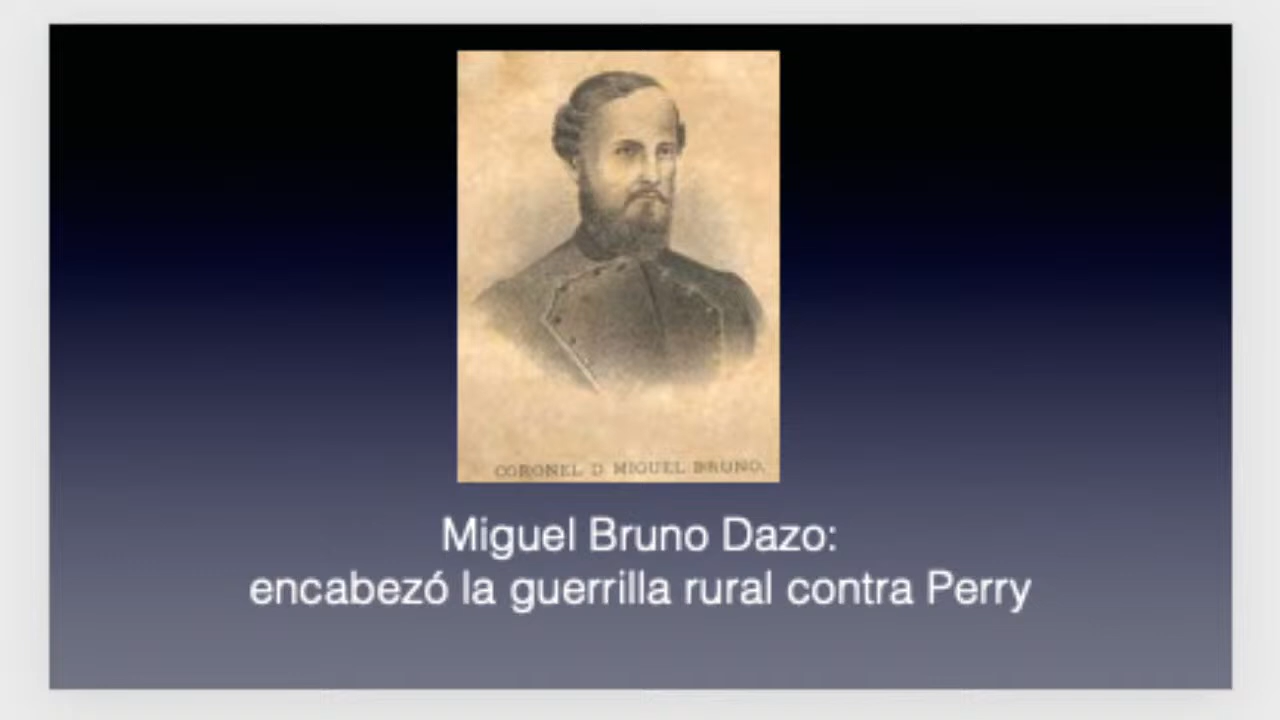 CORONEL D. MIGUEL BRUNO.
Miguel Bruno Dazo:
encabezó la guerrilla rural contra Perry